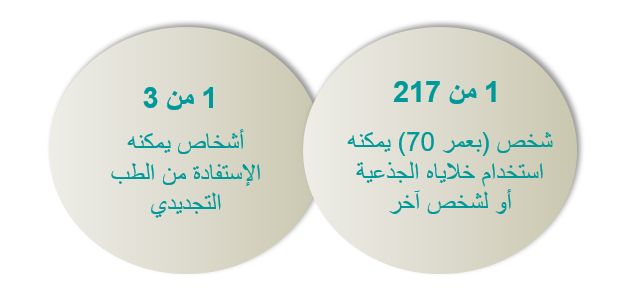 1 من 217
شخص (بعمر 70) يمكنه
استخدام خلاياه الجذعية
أو لشخص آخر
1 من 3
أشخاص يمكنه
الإستفادة من الطب
التجديدي